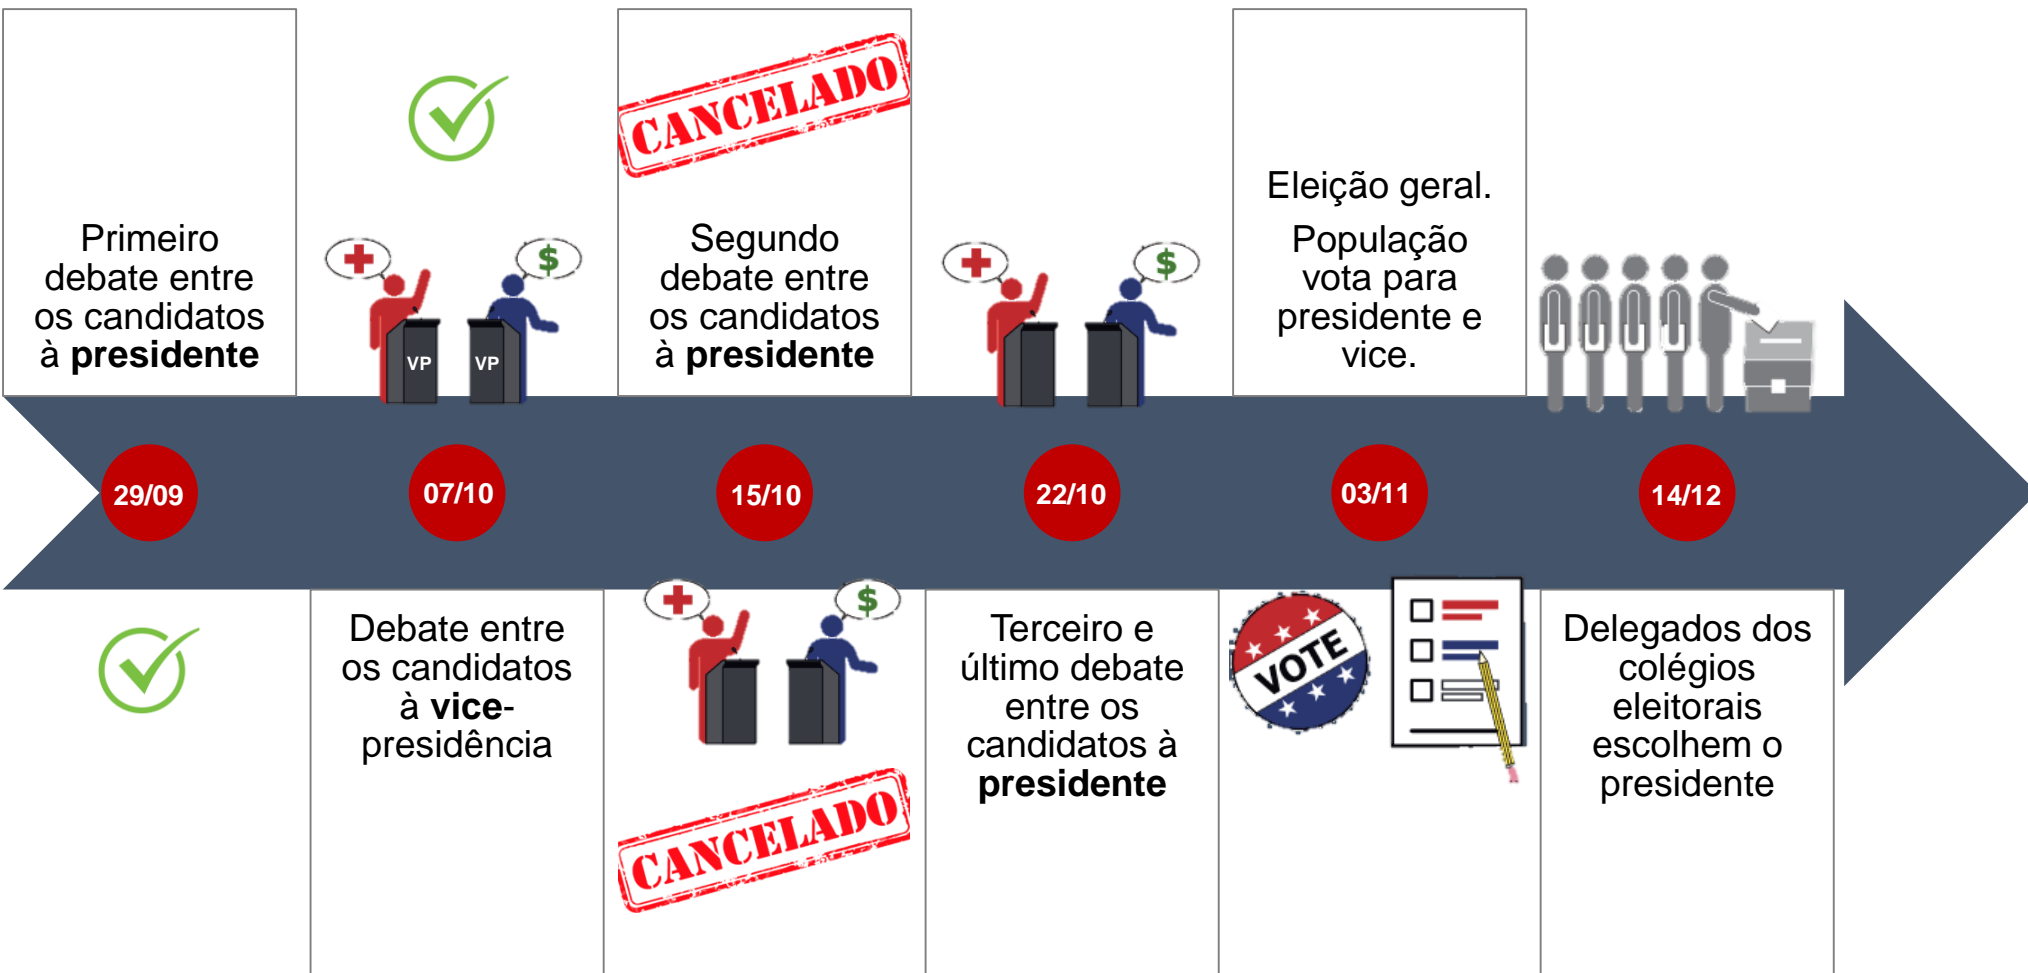 CANCELADO
Primeiro
debate entre
os candidatos
à presidente
VP
VP
$
Segundo
debate entre
os candidatos
à presidente
$
Eleição geral.
População
vota para
presidente e
vice.
29/09
07/10
15/10
22/10
03/11
14/12
Debate entre
os candidatos
à vice-
presidência
$
CANCELADO
Terceiro e
último debate
entre os
candidatos à
presidente
VOTE
Delegados dos
colégios
eleitorais
escolhem o
presidente